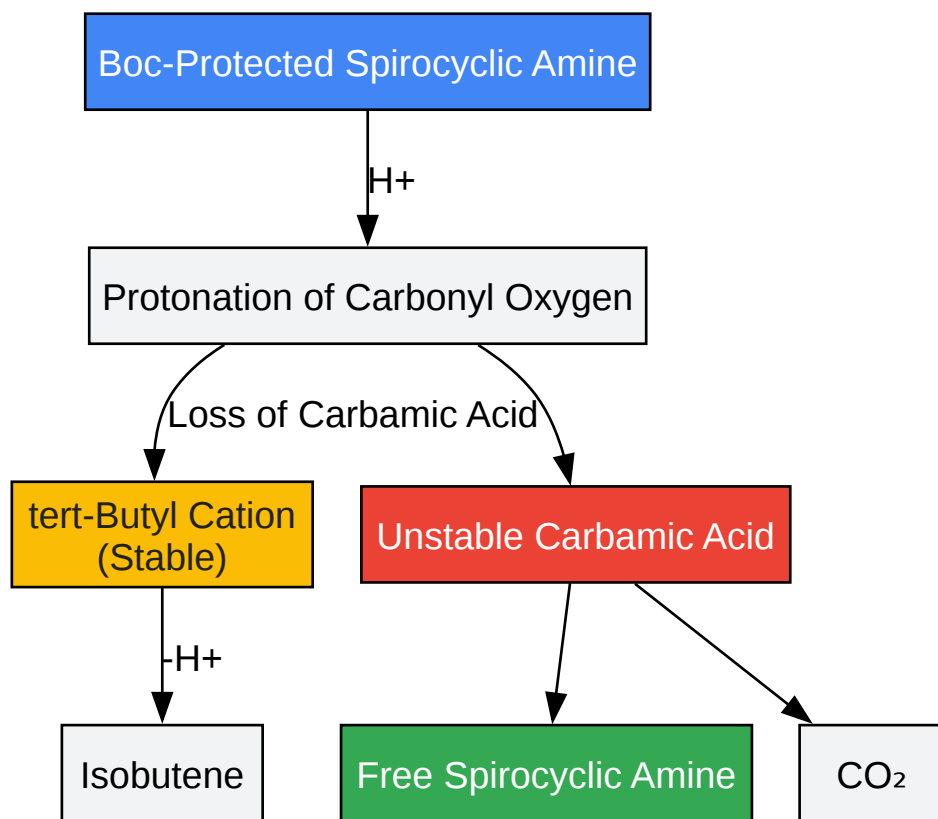 Boc-Protected Spirocyclic Amine
H+
Protonation of Carbonyl Oxygen
Loss of Carbamic Acid
tert-Butyl Cation
(Stable)
Unstable Carbamic Acid
-H+
Isobutene
Free Spirocyclic Amine
CO₂